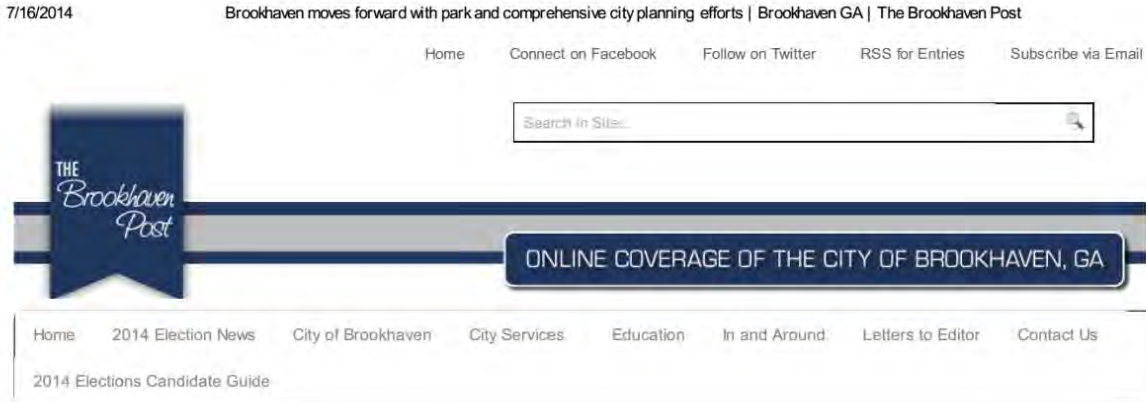 7/16/2014 Brookhaven moves forward with park and comprehensive city planning efforts | Brookhaven GA | The Brookhaven Post
Home Connect on Facebook Follow on Twitter RSS for Entries Subscribe via Email
Search in Site...
THE
Brookhaven
Post
ONLINE COVERAGE OF THE CITY OF BROOKHAVEN, GA
Home 2014 Election News City of Brookhaven City Services Education In and Around Letters to Editor Contact Us
2014 Elections Candidate Guide